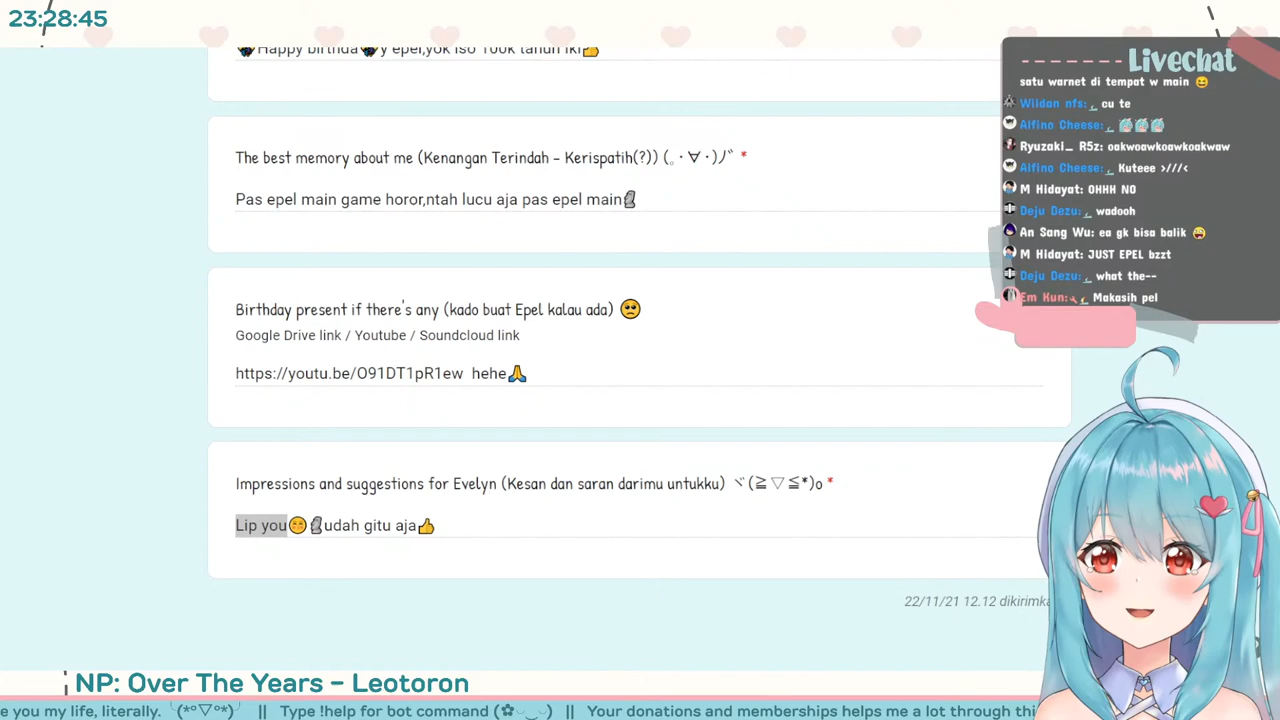 23:28:45
Happy birthda y epel,yok iso 100k tahun iki👍
The best memory about me (Kenangan Terindah - Kerispatih(?)) (｡･∀･)ﾉﾞ *
Pas epel main game horor,ntah lucu aja pas epel main🗿
Birthday present if there's any (kado buat Epel kalau ada) 🥺
Google Drive link / Youtube / Soundcloud link
https://youtu.be/O91DT1pR1ew hehe🙏
Impressions and suggestions for Evelyn (Kesan dan saran darimu untukku) ヾ(≧▽≦*)o *
Lip you😊🗿udah gitu aja👍
22/11/21 12.12 dikirimka
Livechat
satu warnet di tempat w main 😆
Wildan nfs: cu te
Alfino Cheese:
Ryuzaki_ R5z: oakwoawkoawkoakwaw
Alfino Cheese: Kuteee >///<
M Hidayat: OHHH NO
Deju Dezu: wadooh
An Sang Wu: ea gk bisa balik 😜
M Hidayat: JUST EPEL bzzt
Deju Dezu: what the--
Em Kun: Makasih pel
NP: Over The Years - Leotoron
e you my life, literally. ╰(*°▽°*)╯ || Type !help for bot command (✿◡‿◡) || Your donations and memberships helps me a lot through thi